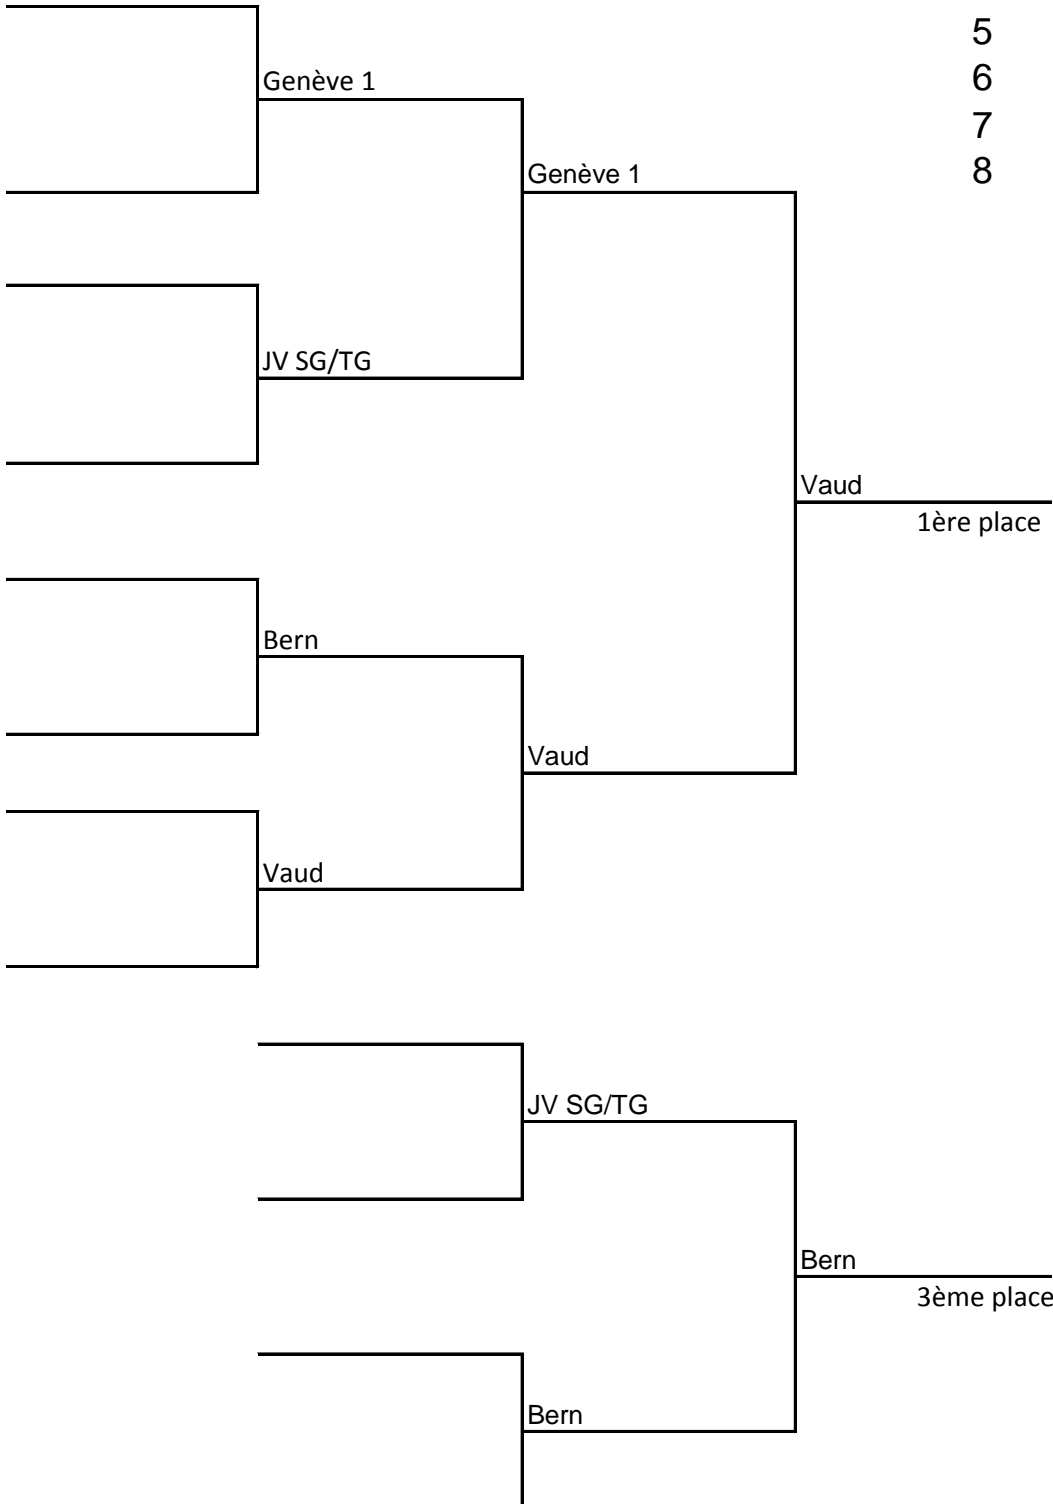 5
Genève 1
6
7
Genève 1
8
JV SG/TG
Vaud
1ère place
Bern
Vaud
Vaud
JV SG/TG
Bern
3ème place
Bern